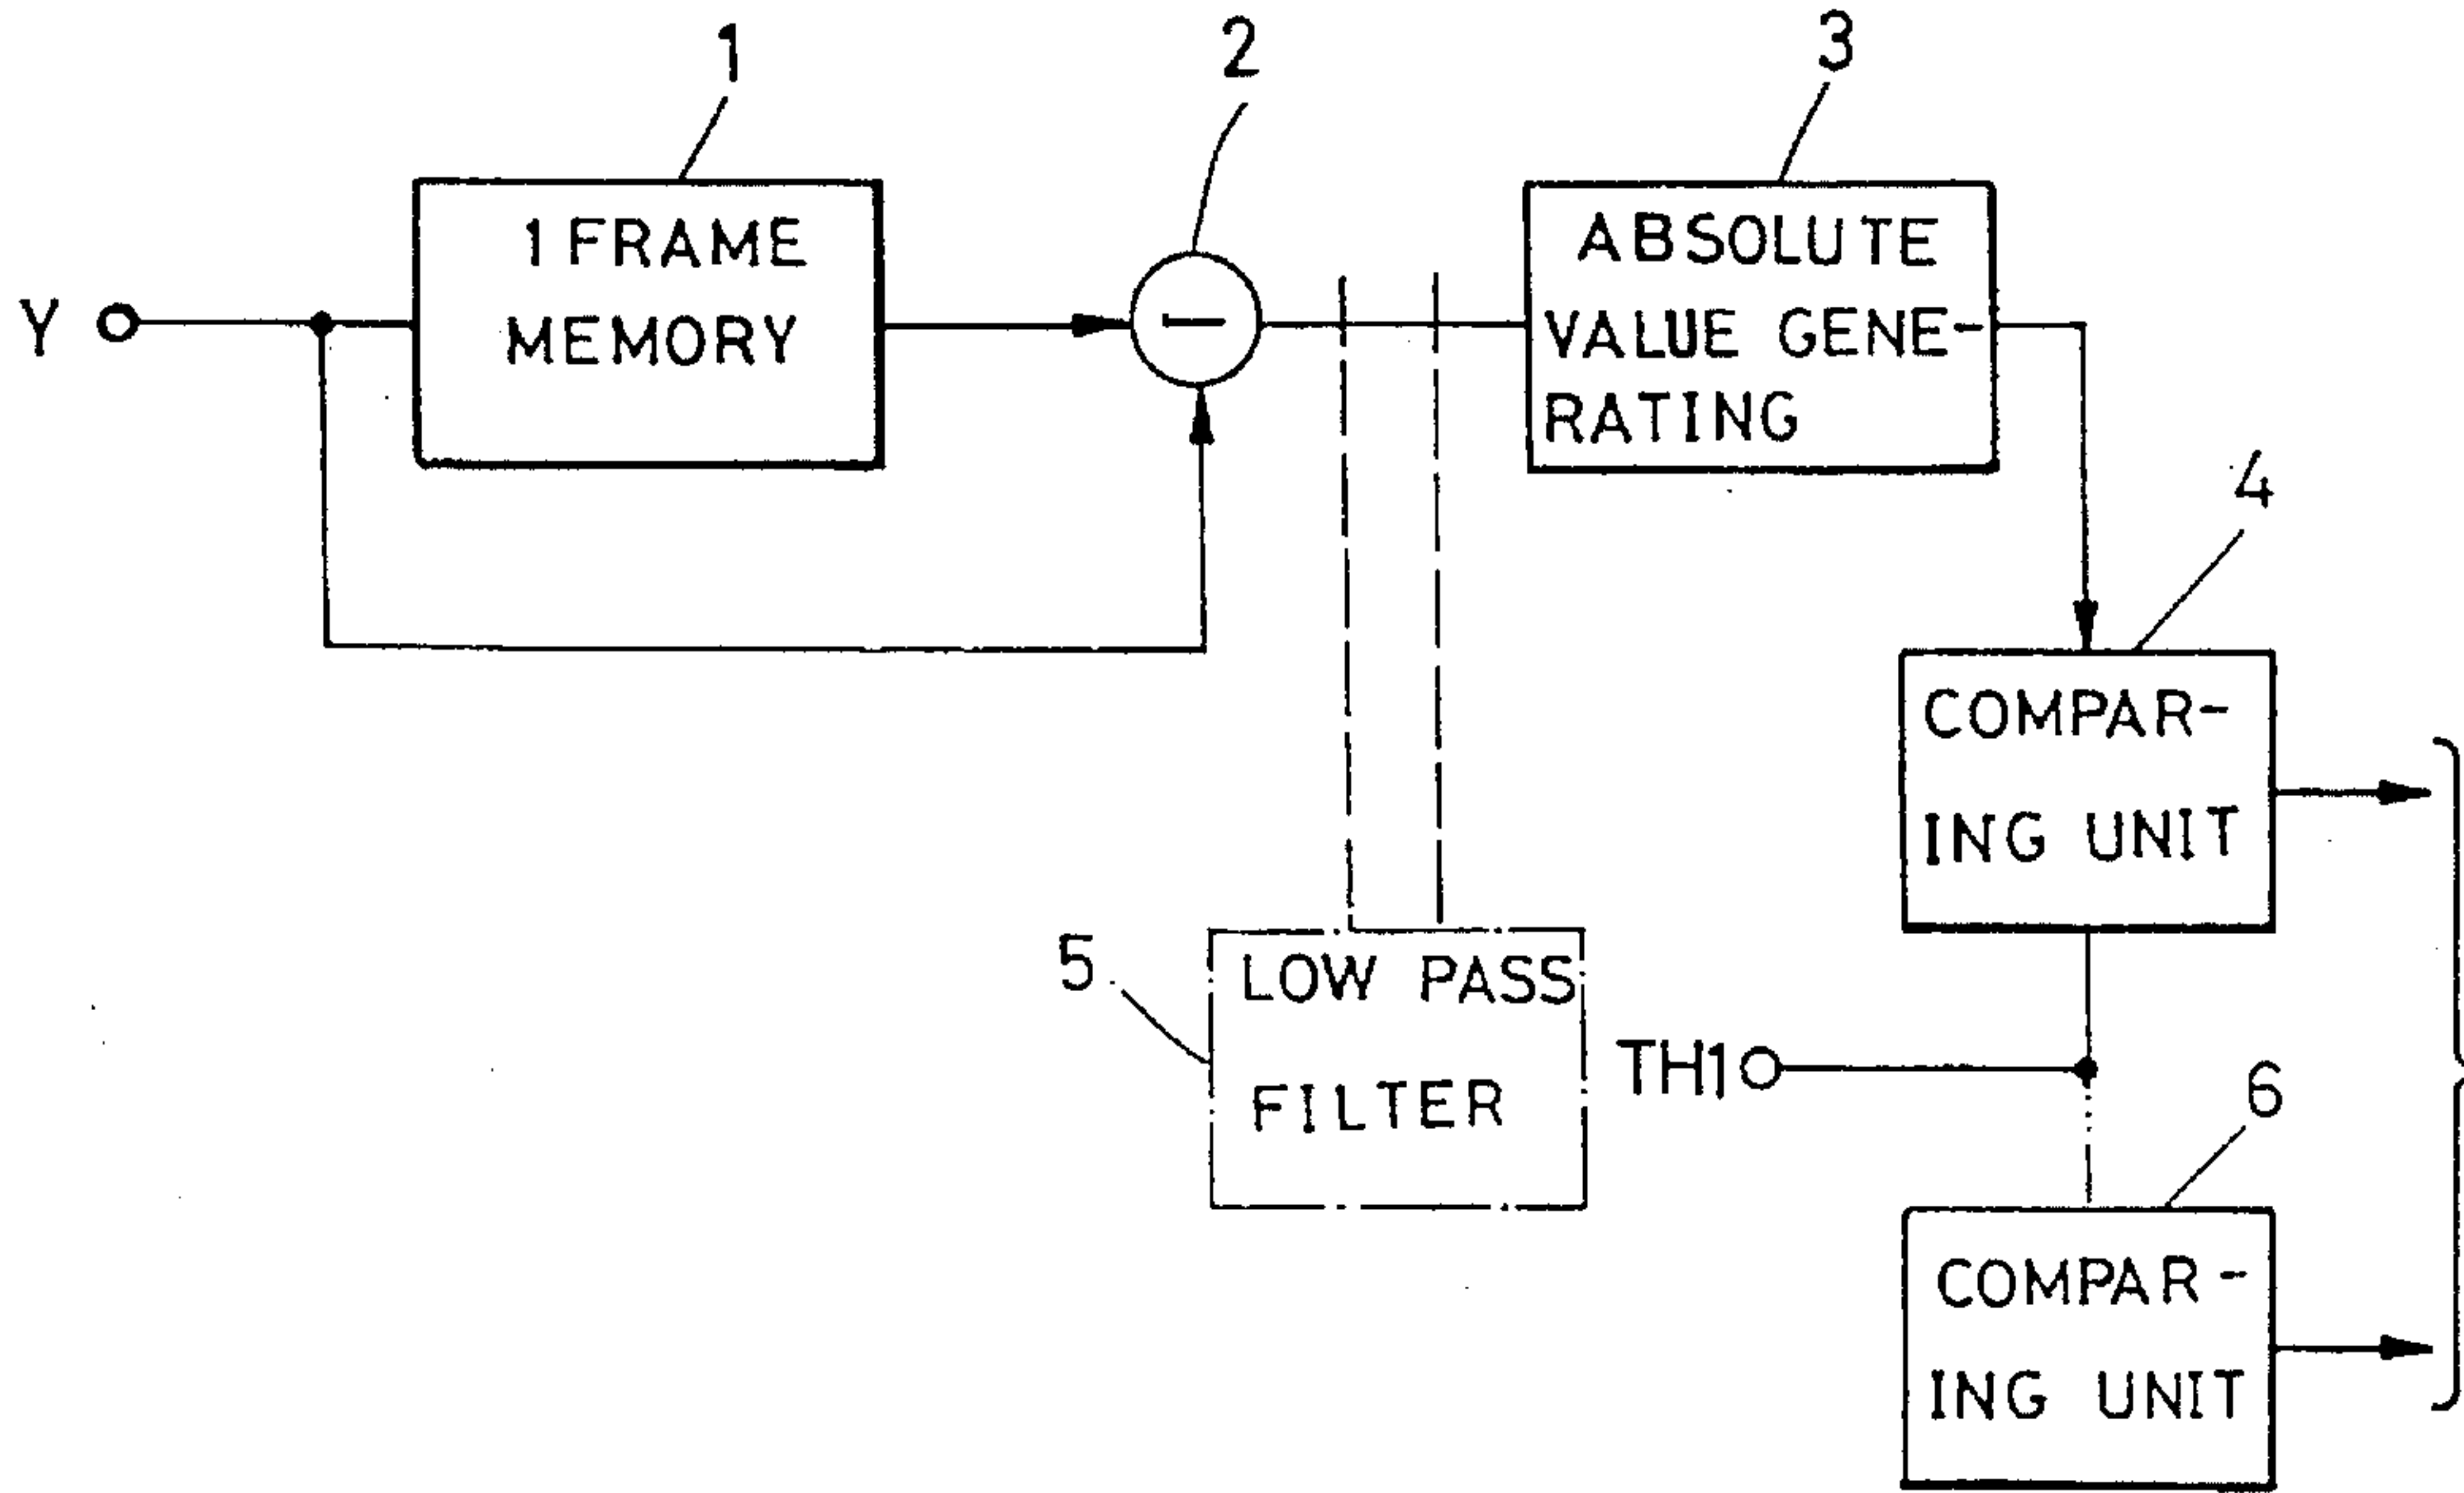 1
2
3
1 FRAME
MEMORY
Y
—
ABSOLUTE
VALUE GENE-
RATING
4
COMPAR-
ING UNIT
5
LOW PASS
FILTER
TH1
6
COMPAR-
ING UNIT